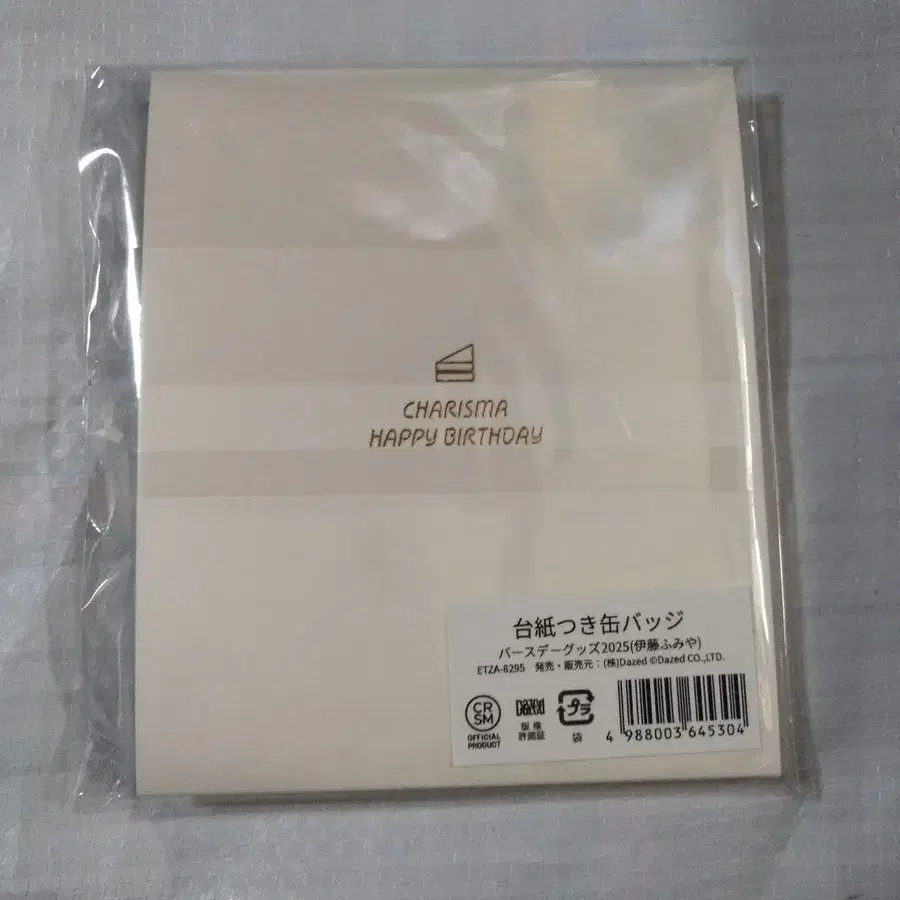 CHARISMA
HAPPY BIRTHDAY
台紙つき缶バッジ
バースデーグッズ2025(伊藤ふみや)
ETZA-8295 発売・販売元：(株)Dazed ©Dazed CO.,LTD.
CR
SM
OFFICIAL
PRODUCT
Dazed
版権
許諾証
プラ
袋
4 988003 645304